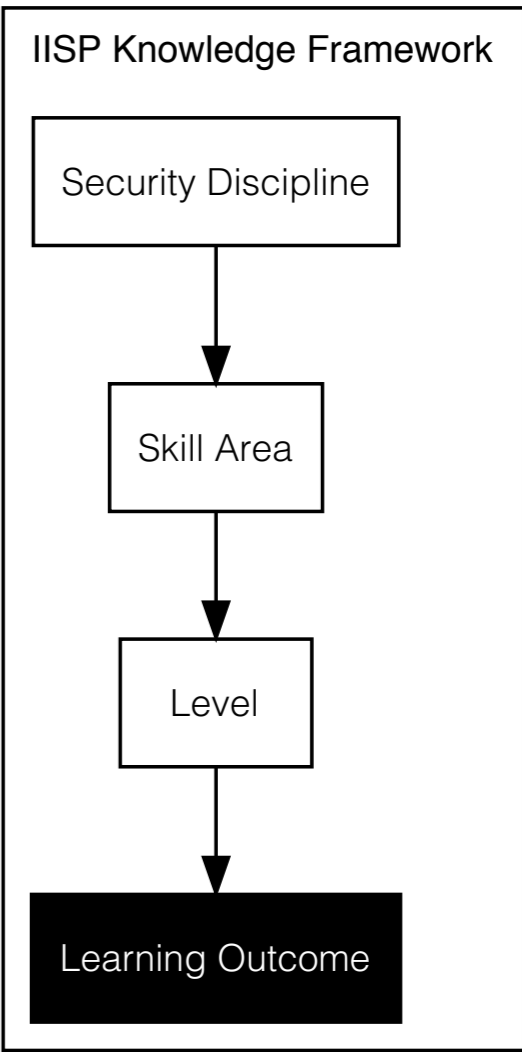 IISP Knowledge Framework
Security Discipline
Skill Area
Level
Learning Outcome